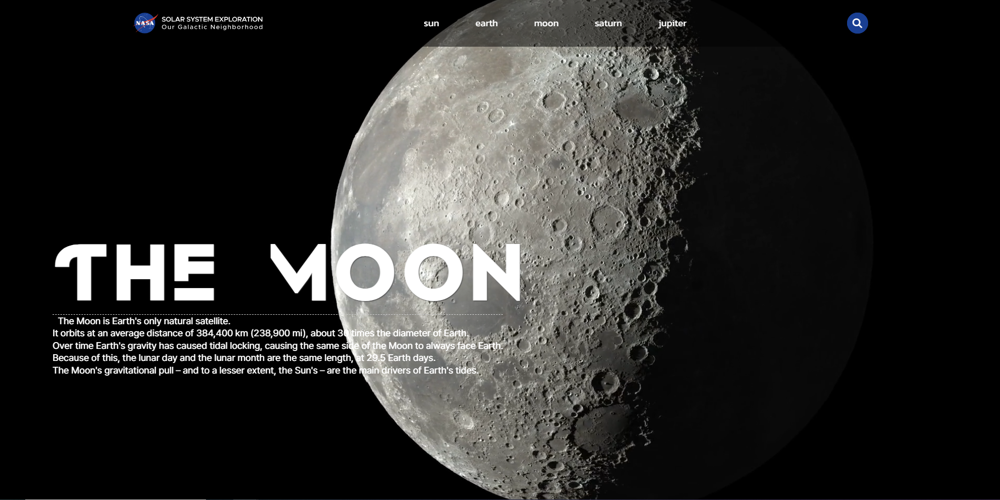 NASA
SOLAR SYSTEM EXPLORATION
Our Galactic Neighborhood
sun earth moon saturn jupiter
THE MOON
The Moon is Earth's only natural satellite.
It orbits at an average distance of 384,400 km (238,900 mi), about 30 times the diameter of Earth.
Over time Earth's gravity has caused tidal locking, causing the same side of the Moon to always face Earth.
Because of this, the lunar day and the lunar month are the same length, at 29.5 Earth days.
The Moon's gravitational pull – and to a lesser extent, the Sun's – are the main drivers of Earth's tides.